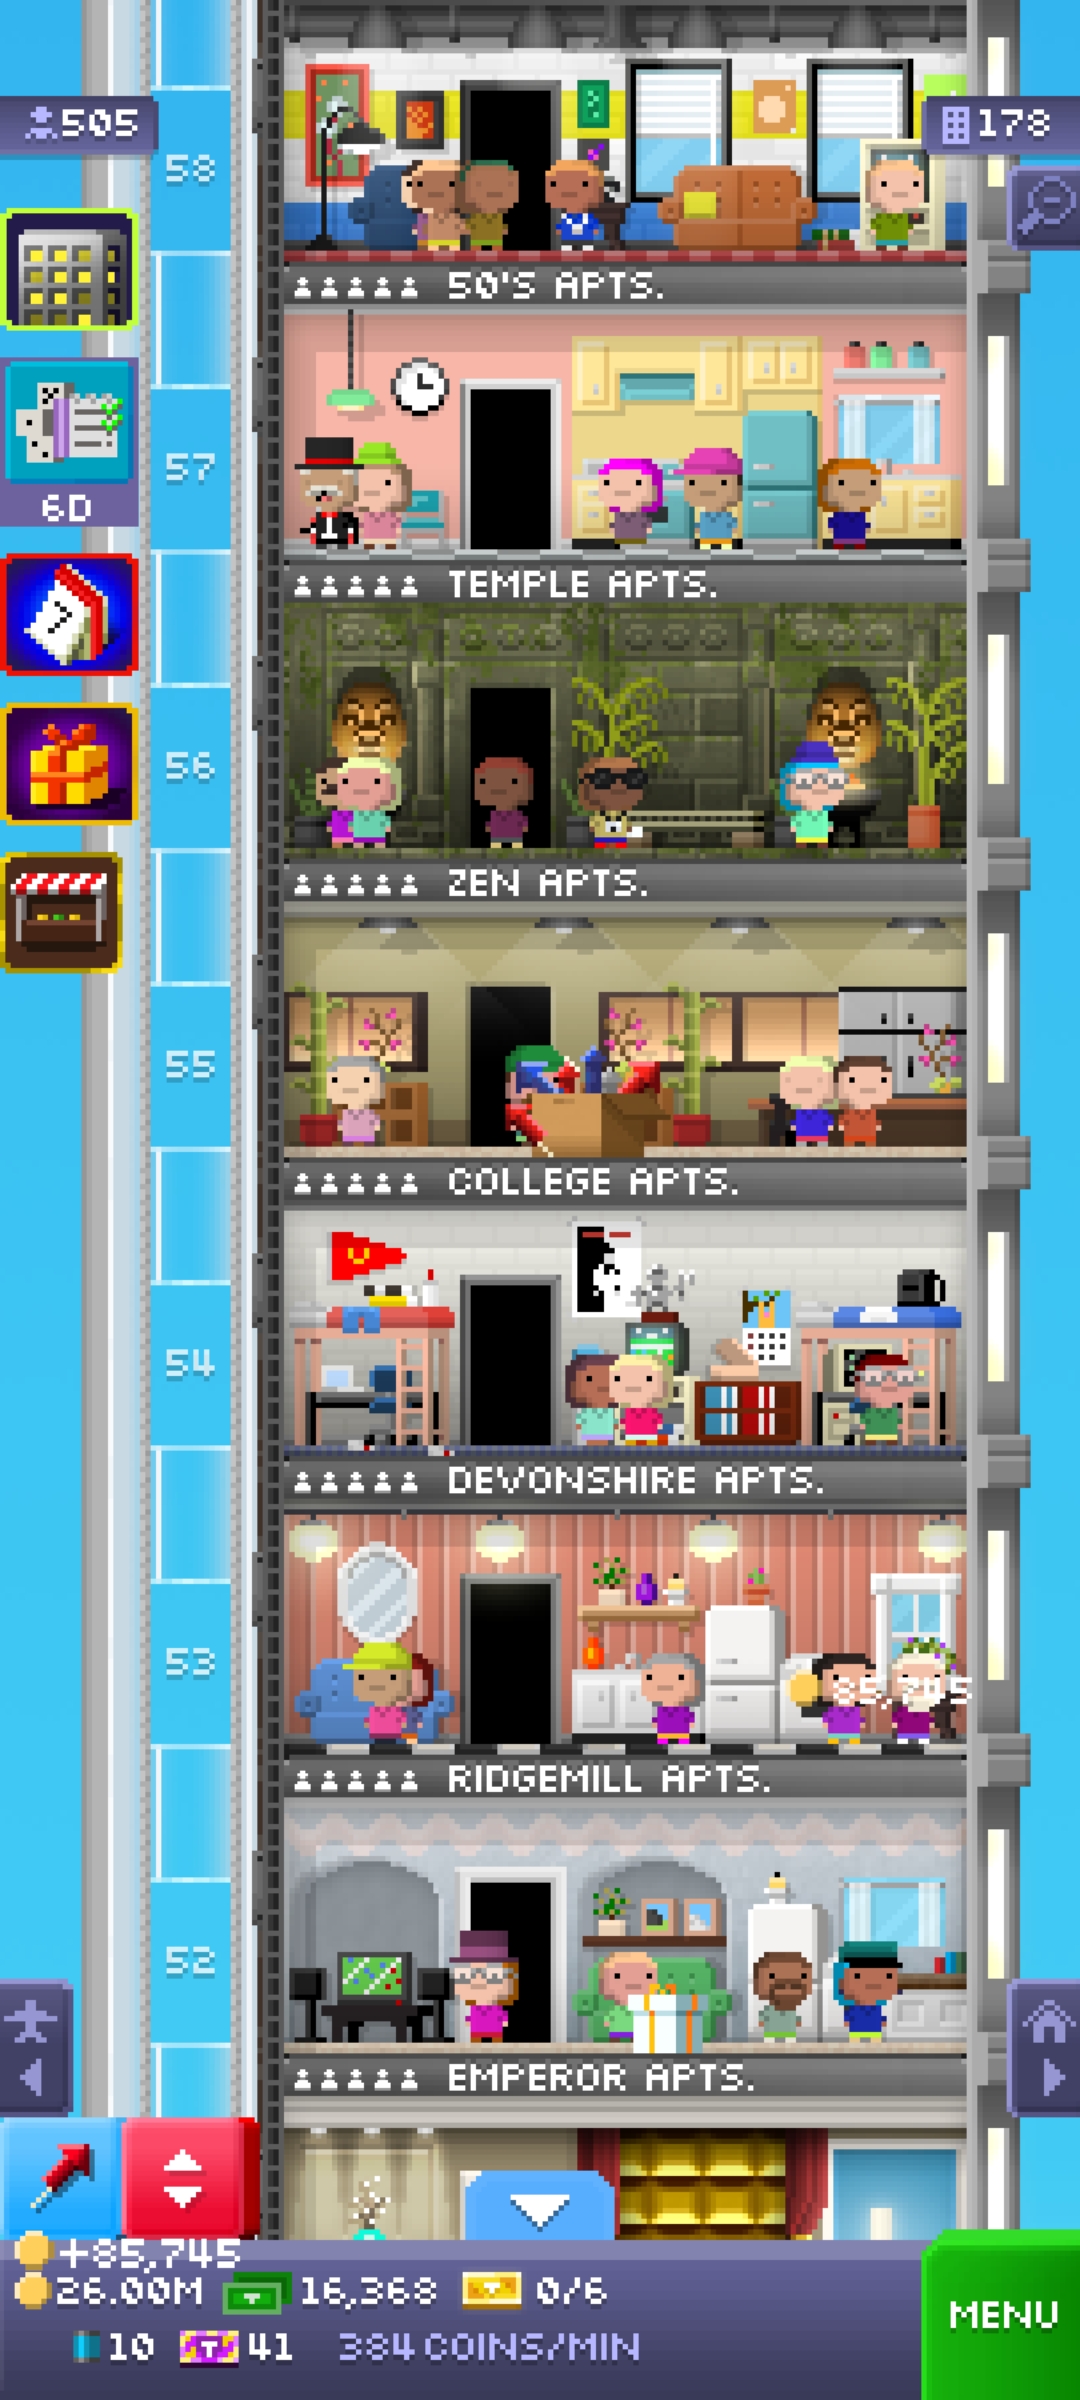 505
178
58
50'S APTS.
6D
57
TEMPLE APTS.
7
56
ZEN APTS.
55
COLLEGE APTS.
54
DEVONSHIRE APTS.
53
85,745
RIDGEMILL APTS.
52
EMPEROR APTS.
+85,745
26.00M 16,368 0/6
MENU
10 T 41 384 COINS/MIN